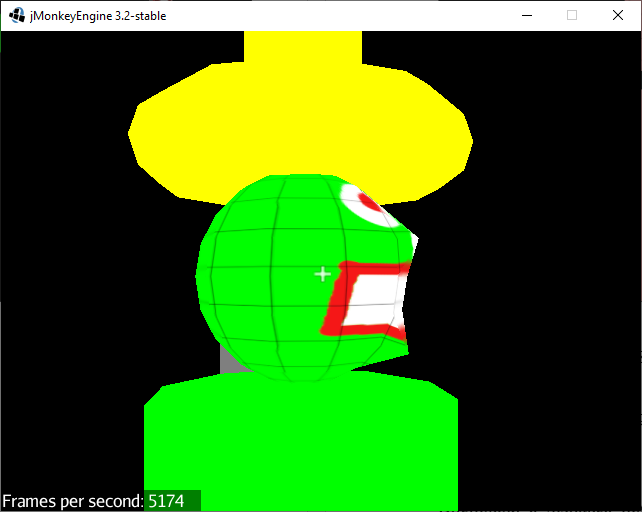 jMonkeyEngine 3.2-stable
Frames per second: 5174